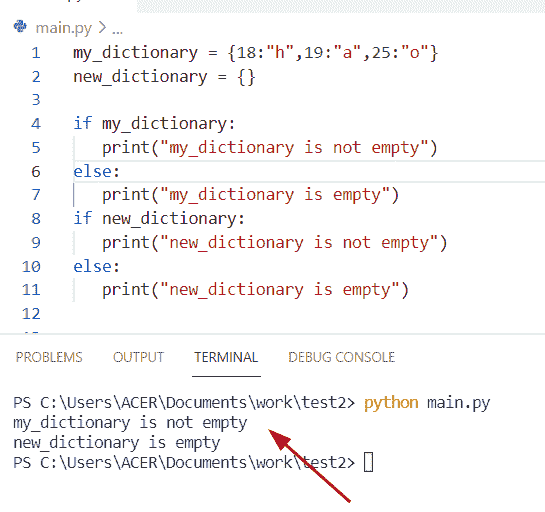 main.py > ...
1 my_dictionary = {18:"h",19:"a",25:"o"}
2 new_dictionary = {}
3
4 if my_dictionary:
5 print("my_dictionary is not empty")
6 else:
7 print("my_dictionary is empty")
8 if new_dictionary:
9 print("new_dictionary is not empty")
10 else:
11 print("new_dictionary is empty")
12
PROBLEMS OUTPUT TERMINAL DEBUG CONSOLE
PS C:\Users\ACER\Documents\work\test2> python main.py
my_dictionary is not empty
new_dictionary is empty
PS C:\Users\ACER\Documents\work\test2>